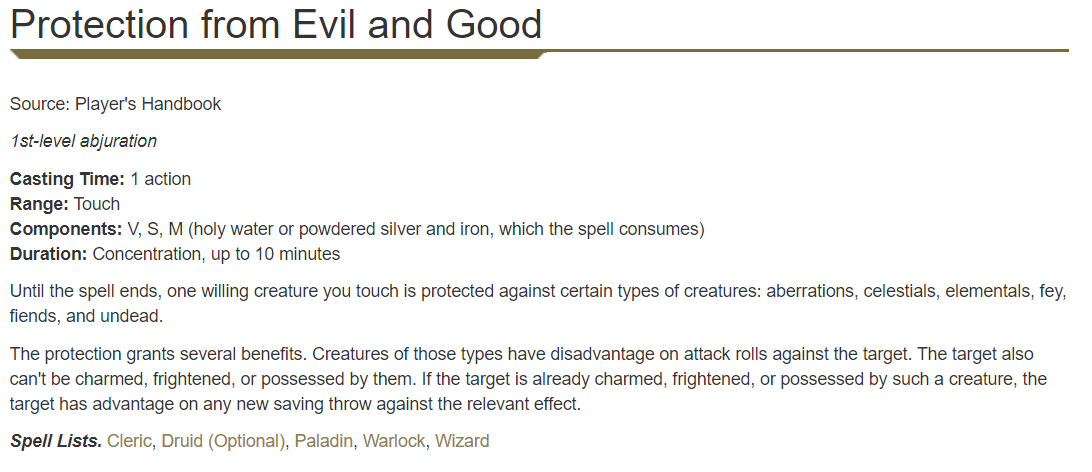 Protection from Evil and Good
Source: Player's Handbook
1st-level abjuration
Casting Time: 1 action
Range: Touch
Components: V, S, M (holy water or powdered silver and iron, which the spell consumes)
Duration: Concentration, up to 10 minutes
Until the spell ends, one willing creature you touch is protected against certain types of creatures: aberrations, celestials, elementals, fey,
fiends, and undead.
The protection grants several benefits. Creatures of those types have disadvantage on attack rolls against the target. The target also
can't be charmed, frightened, or possessed by them. If the target is already charmed, frightened, or possessed by such a creature, the
target has advantage on any new saving throw against the relevant effect.
Spell Lists. Cleric, Druid (Optional), Paladin, Warlock, Wizard